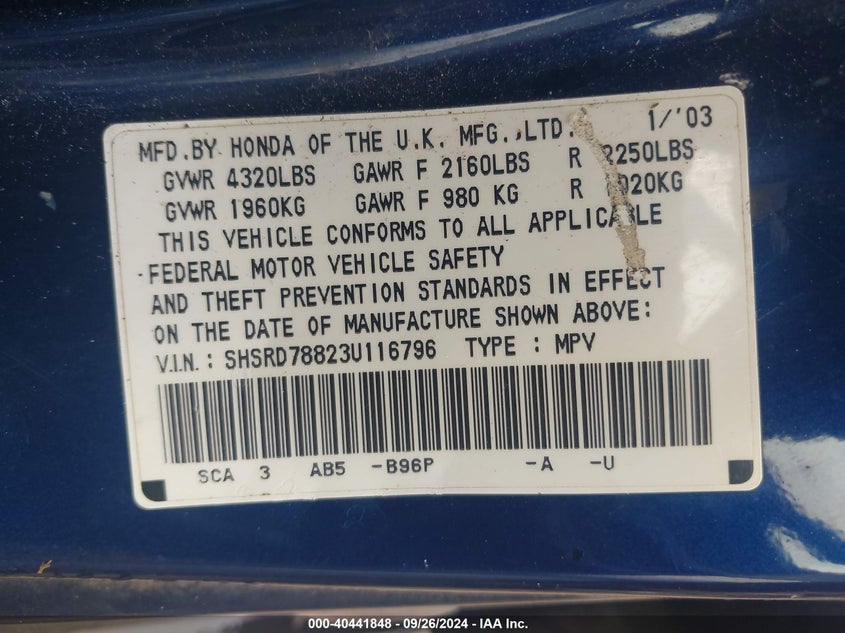 MFD.BY HONDA OF THE U.K. MFG.,LTD. 1/'03
GVWR 4320LBS GAWR F 2160LBS R 2250LBS
GVWR 1960KG GAWR F 980 KG R 1020KG
THIS VEHICLE CONFORMS TO ALL APPLICABLE
FEDERAL MOTOR VEHICLE SAFETY
AND THEFT PREVENTION STANDARDS IN EFFECT
ON THE DATE OF MANUFACTURE SHOWN ABOVE:
V.I.N.: SHSRD78823U116796 TYPE : MPV
SCA 3 AB5 -B96P -A -U
000-40441848 - 09/26/2024 - IAA Inc.